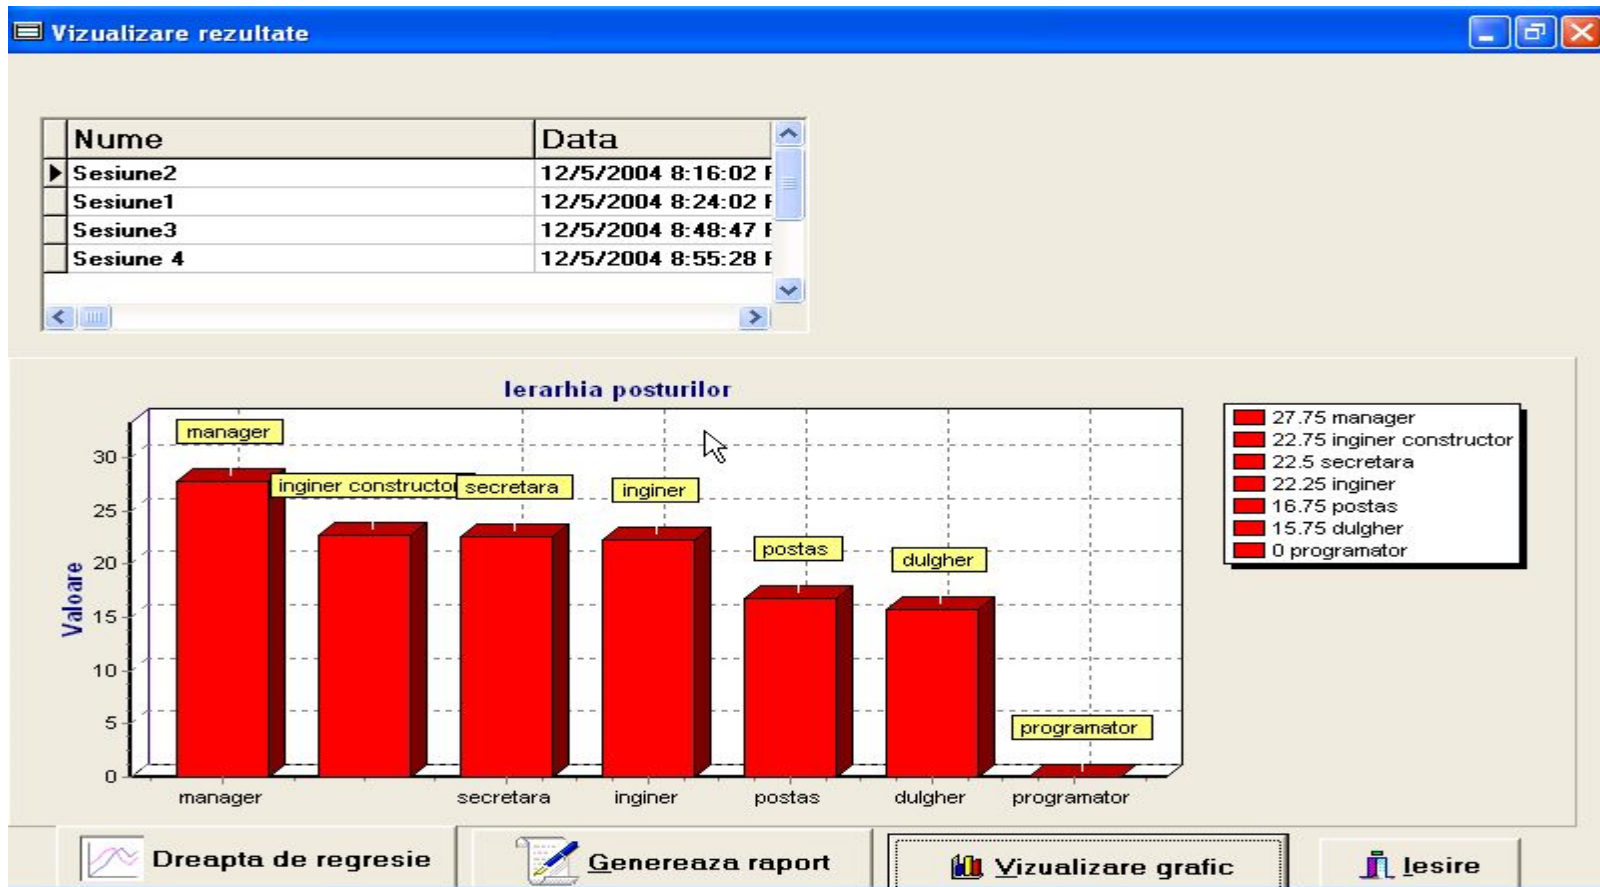 Vizualizare rezultate
Nume Data
Sesiune2 12/5/2004 8:16:02
Sesiune1 12/5/2004 8:24:02
Sesiune3 12/5/2004 8:48:47
Sesiune 4 12/5/2004 8:55:28
Ierarhia posturilor
Valoare
30
25
20
15
10
5
0
manager
inginer constructor
secretara
inginer
postas
dulgher
programator
manager secretara inginer postas dulgher programator
27.75 manager
22.75 inginer constructor
22.5 secretara
22.25 inginer
16.75 postas
15.75 dulgher
0 programator
Dreapta de regresie
Genereaza raport
Vizualizare grafic
Iesire